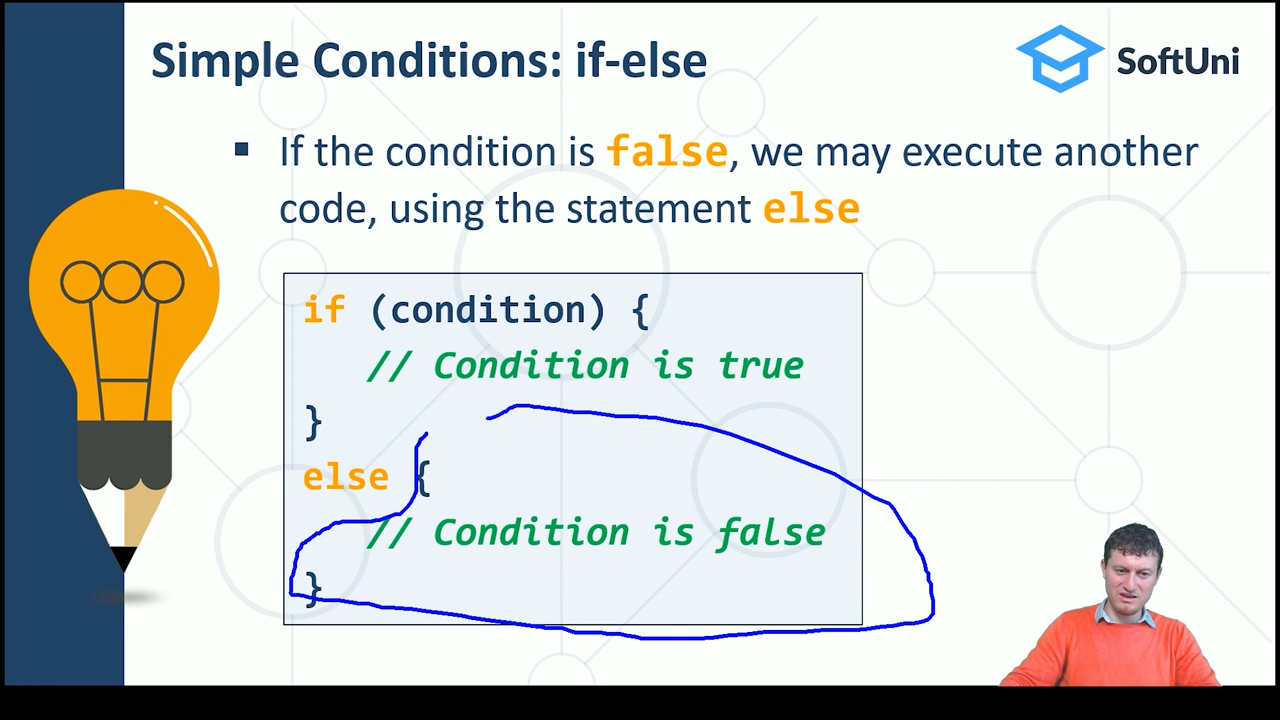 Simple Conditions: if-else
SoftUni
▪ If the condition is false, we may execute another
code, using the statement else
if (condition) {
// Condition is true
}
else {
// Condition is false
}